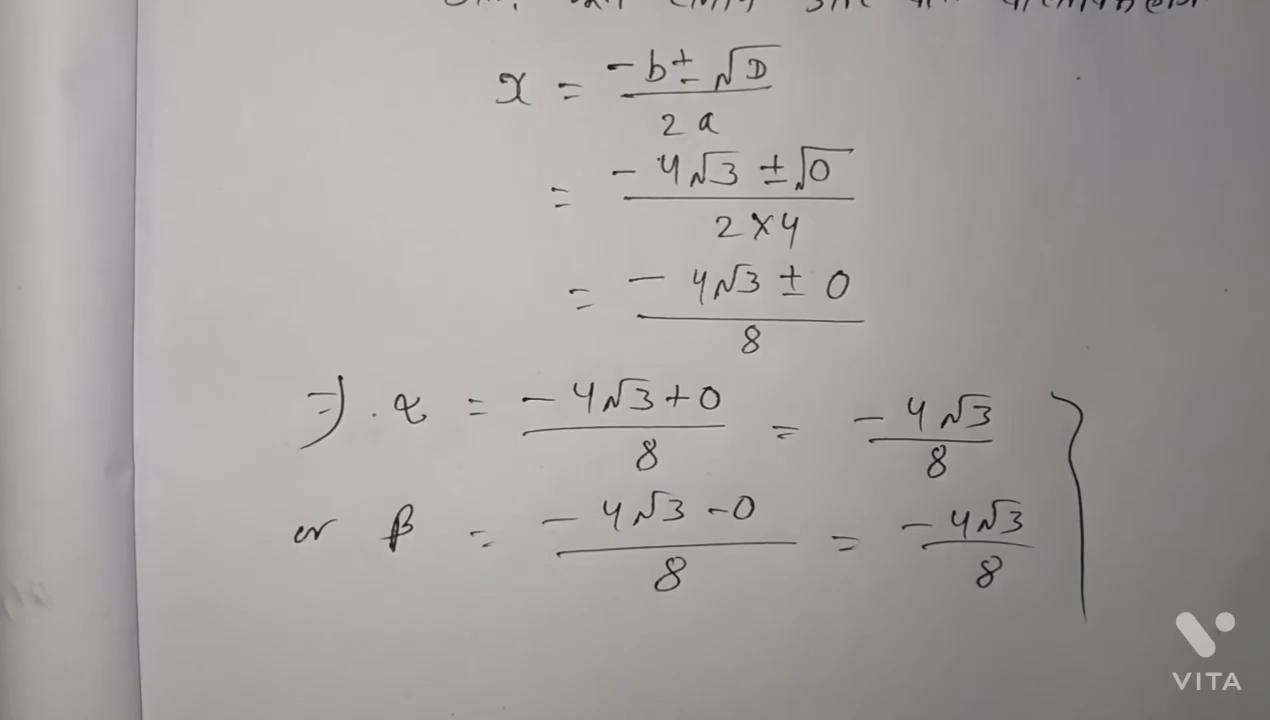 x = -b ± √D / 2a
= -4√3 ± √0 / 2×4
= -4√3 ± 0 / 8
⇒ . α = -4√3+0 / 8 = -4√3 / 8
or β = -4√3-0 / 8 = -4√3 / 8
VITA